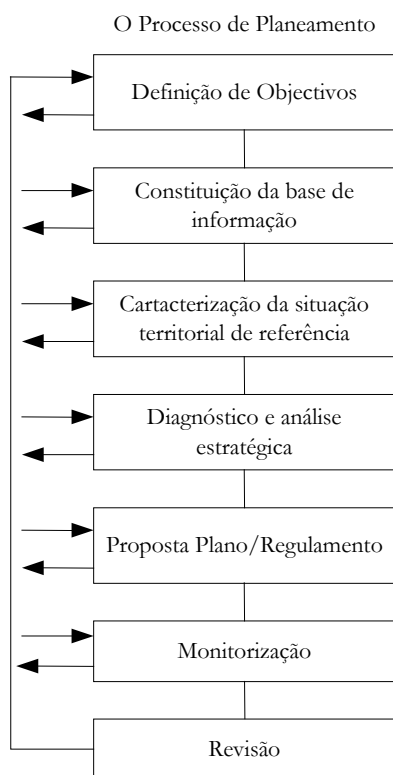 O Processo de Planeamento
Definição de Objectivos
Constituição da base de
informação
Cartacterização da situação
territorial de referência
Diagnóstico e análise
estratégica
Proposta Plano/Regulamento
Monitorização
Revisão